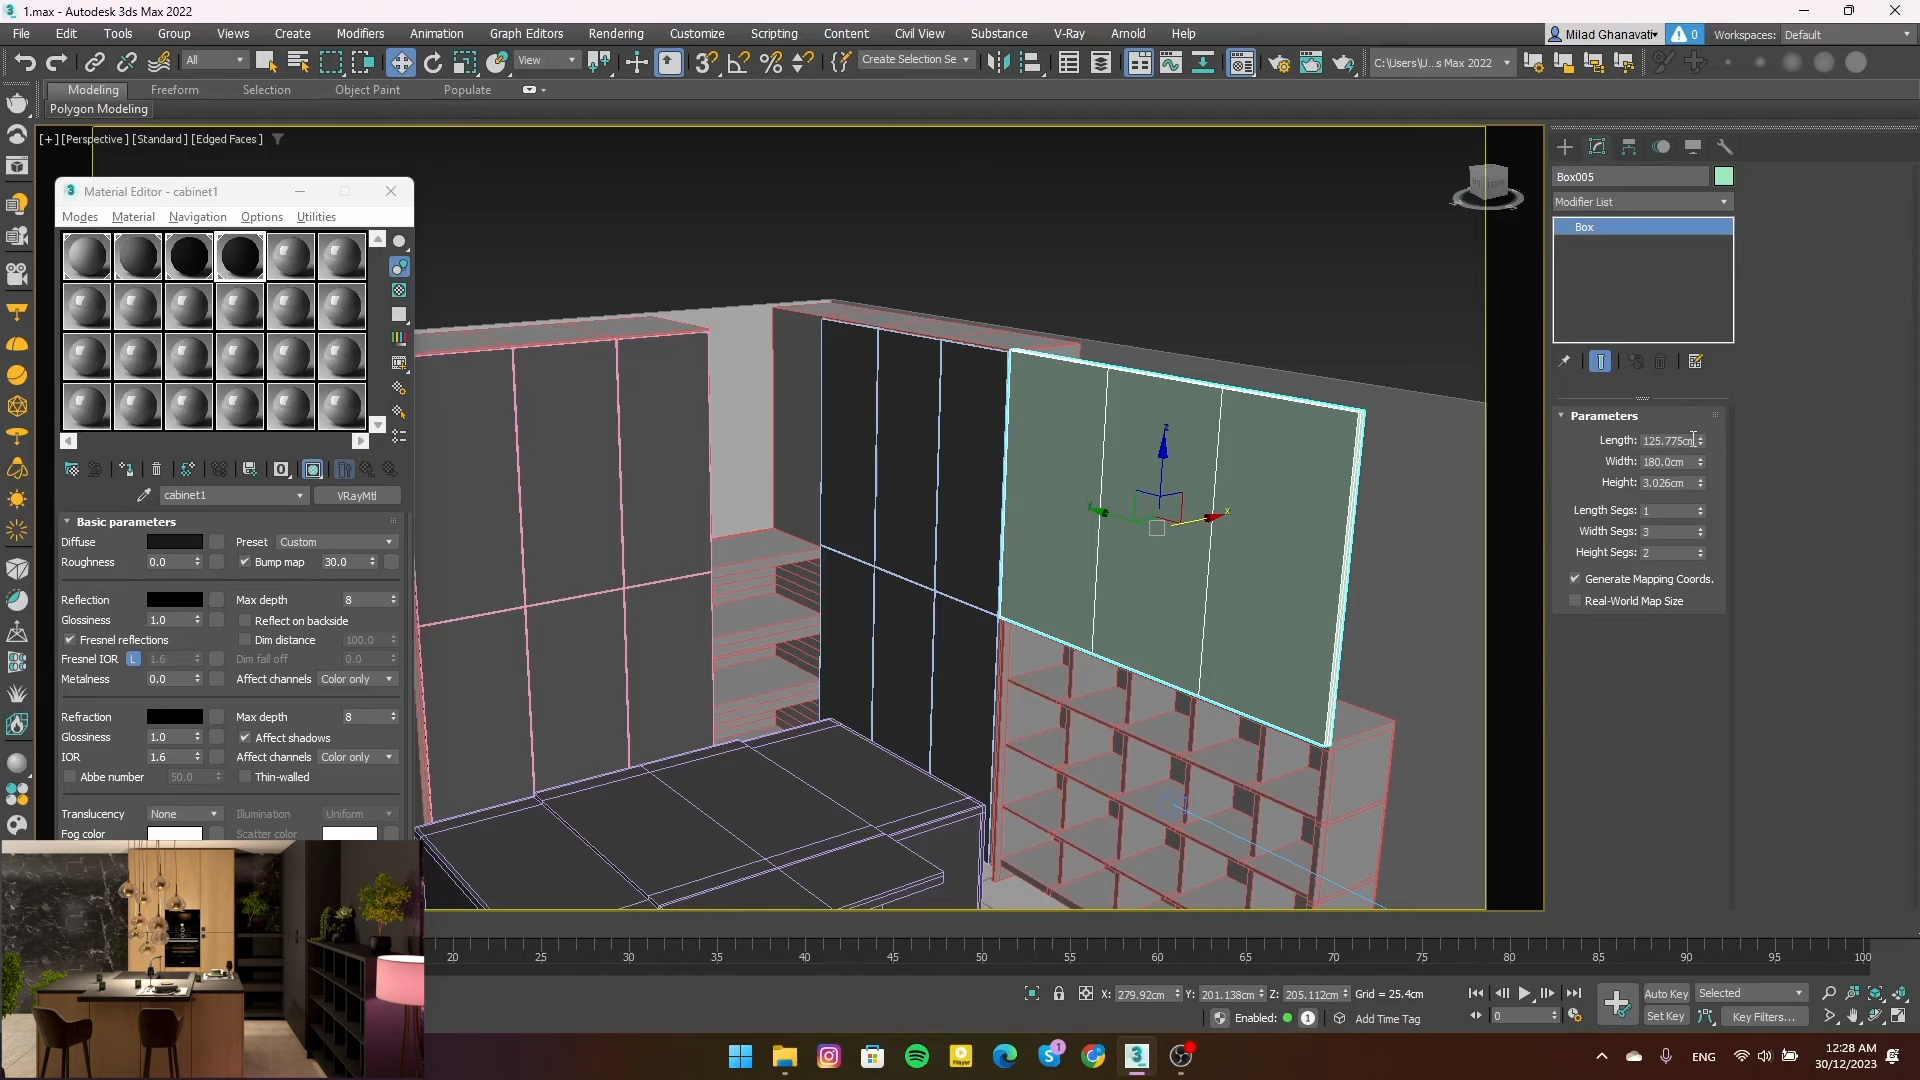 1.max - Autodesk 3ds Max 2022
File Edit Tools Group Views Create Modifiers Animation Graph Editors Rendering Customize Scripting Civil View Substance V-Ray Arnold Help
Content
Milad Ghanavati
0
Workspaces: Default
All
View
Create Selection Se
C:\Users\U...s Max 2022
Modeling Freeform Selection Object Paint Populate
Polygon Modeling
[+] [Perspective] [Standard] [Edged Faces]
Material Editor - cabinet1
Modes Material Navigation Options Utilities
cabinet1
VRayMtl
Basic parameters
Diffuse
Preset Custom
Roughness 0.0
Bump map 30.0
Reflection
Max depth 8
Glossiness 1.0
Reflect on backside
Fresnel reflections
Dim distance 100.0
Fresnel IOR L 1.6
Dim fall off 0.0
Metalness 0.0
Affect channels Color only
Refraction
Max depth 8
Glossiness 1.0
Affect shadows
IOR 1.6
Affect channels Color only
Abbe number 50.0
Thin-walled
Translucency None
Illumination Uniform
Fog color
Scatter color
z
x
Box005
Modifier List
Box
Parameters
Length: 125.775cm
Width: 180.0cm
Height: 3.026cm
Length Segs: 1
Width Segs: 3
Height Segs: 2
Generate Mapping Coords.
Real-World Map Size
20 25 30 35 40 45 50 55 60 65 70 75 80 85 90 95 100
X: 279.92cm Y: 201.138cm Z: 205.112cm Grid = 25.4cm
Enabled: 1 Add Time Tag
Auto Key Selected
0
Set Key Key Filters...
1
ENG
12:28 AM
30/12/2023